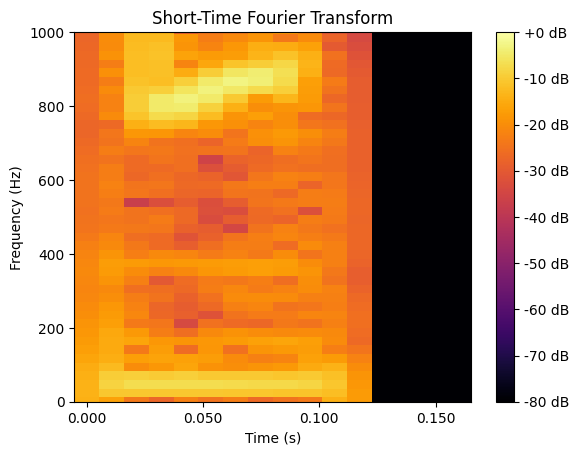 Short-Time Fourier Transform
1000
800
600
400
200
0
Frequency (Hz)
0.000
0.050
0.100
0.150
Time (s)
+0 dB
-10 dB
-20 dB
-30 dB
-40 dB
-50 dB
-60 dB
-70 dB
-80 dB